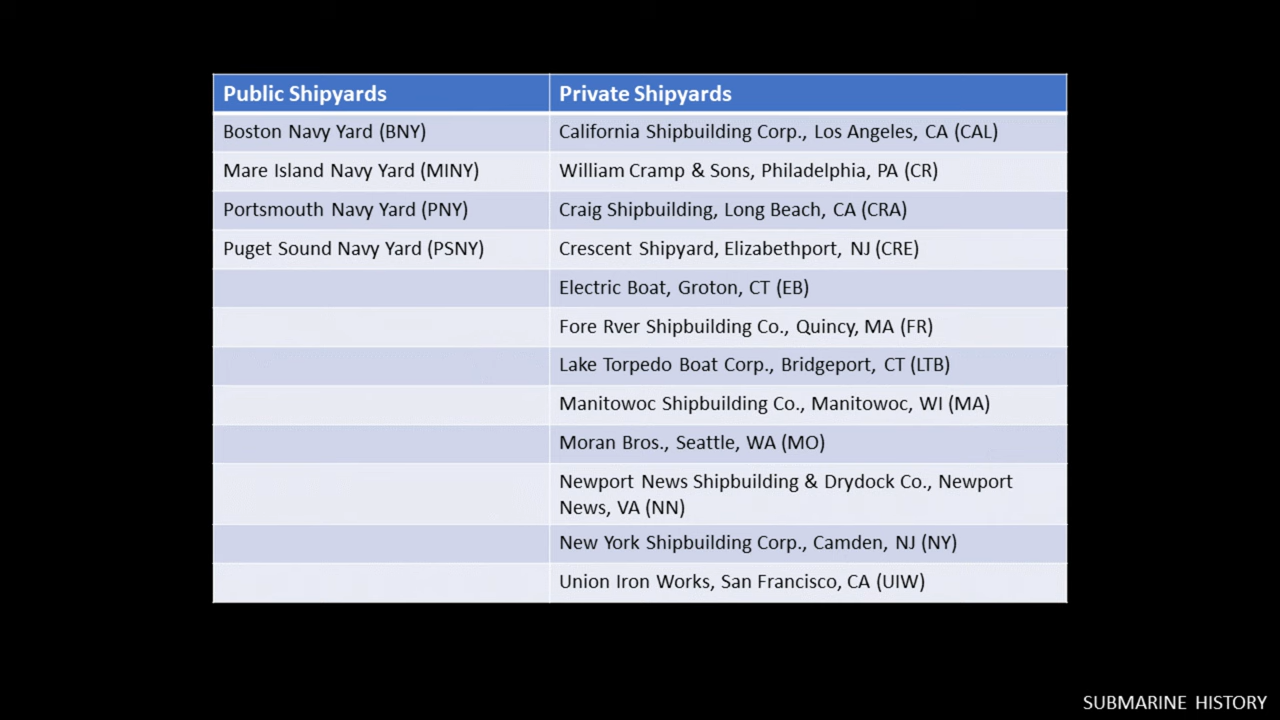 Public Shipyards
Private Shipyards
Boston Navy Yard (BNY)
California Shipbuilding Corp., Los Angeles, CA (CAL)
Mare Island Navy Yard (MINY)
William Cramp & Sons, Philadelphia, PA (CR)
Portsmouth Navy Yard (PNY)
Craig Shipbuilding, Long Beach, CA (CRA)
Puget Sound Navy Yard (PSNY)
Crescent Shipyard, Elizabethport, NJ (CRE)
Electric Boat, Groton, CT (EB)
Fore Rver Shipbuilding Co., Quincy, MA (FR)
Lake Torpedo Boat Corp., Bridgeport, CT (LTB)
Manitowoc Shipbuilding Co., Manitowoc, WI (MA)
Moran Bros., Seattle, WA (MO)
Newport News Shipbuilding & Drydock Co., Newport
News, VA (NN)
New York Shipbuilding Corp., Camden, NJ (NY)
Union Iron Works, San Francisco, CA (UIW)
SUBMARINE HISTORY